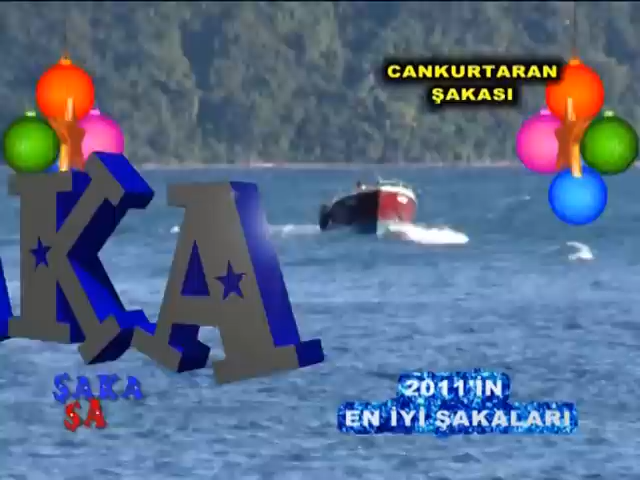 CANKURTARAN
ŞAKASI
KA
ŞAKA
ŞA
2011'İN
EN İYİ ŞAKALARI